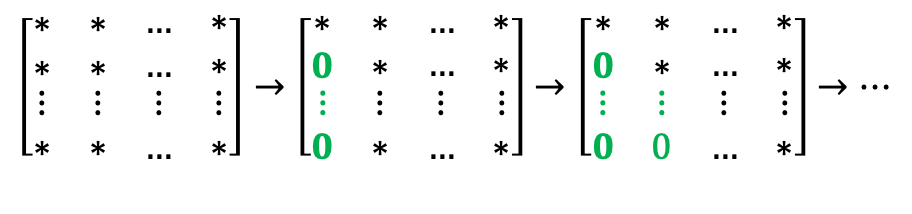 [* * ... *] [* * ... *] [* * ... *]
[* * ... *] → [0 * ... *] → [0 * ... *] → ⋯
[⋮ ⋮ ⋮ ⋮] [⋮ ⋮ ⋮ ⋮] [⋮ ⋮ ⋮ ⋮]
[* * ... *] [0 * ... *] [0 0 ... *]